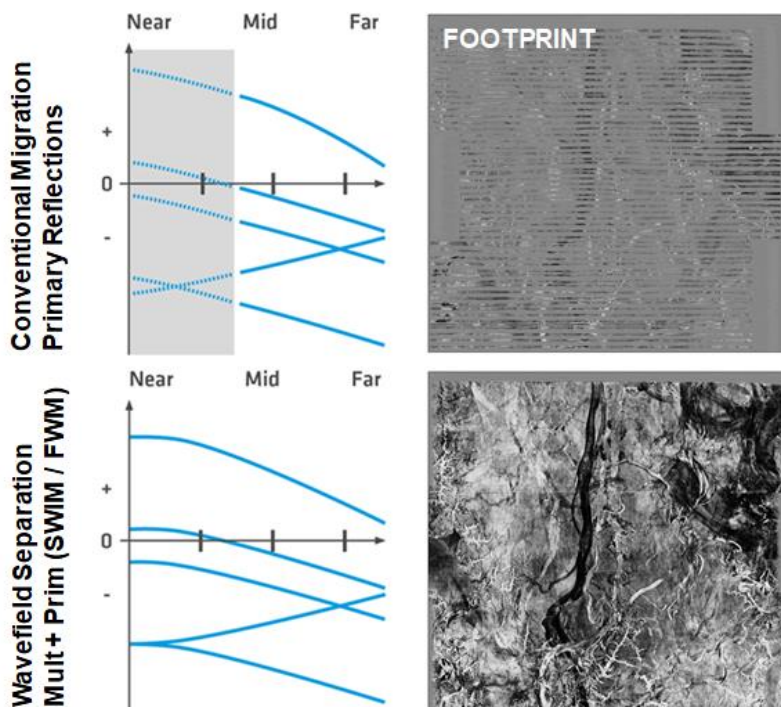 Near Mid Far
FOOTPRINT
+
0
-
Conventional Migration
Primary Reflections
Near Mid Far
+
0
-
Wavefield Separation
Mult + Prim (SWIM / FWM)